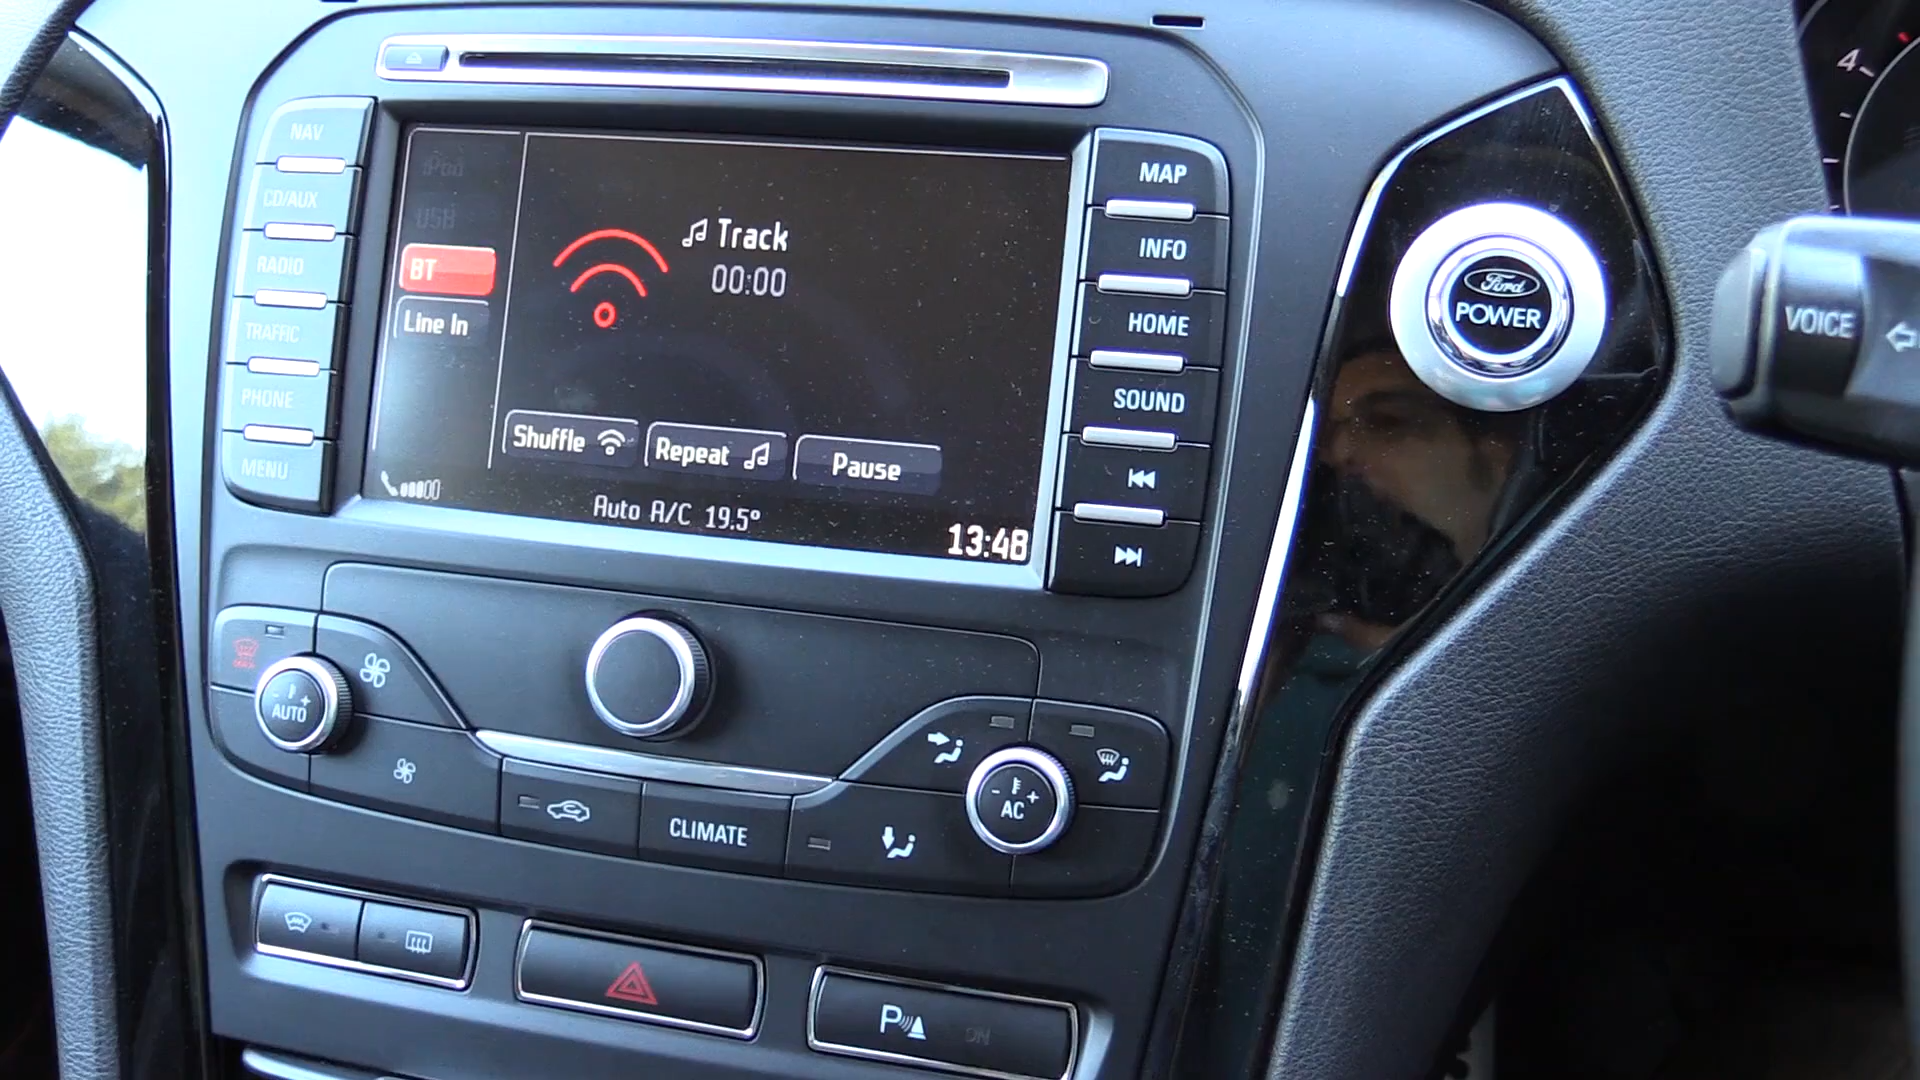 4
NAV
CD/AUX
RADIO
TRAFFIC
PHONE
MENU
iPod
USB
BT
Line In
Track
00:00
Shuffle
Repeat
Pause
Auto A/C 19.5°
13:48
MAP
INFO
HOME
SOUND
Ford
POWER
VOICE
AUTO
- +
AC
CLIMATE
P